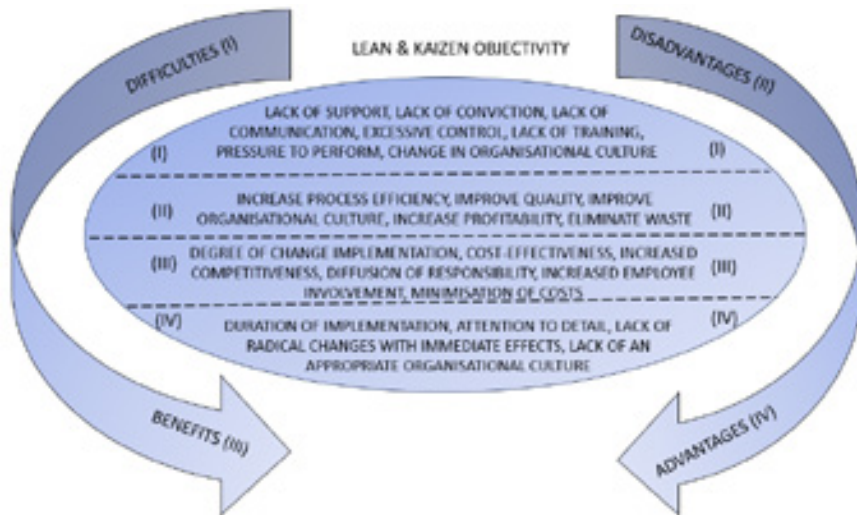 LEAN & KAIZEN OBJECTIVITY
DIFFICULTIES (I)
DISADVANTAGES (II)
LACK OF SUPPORT, LACK OF CONVICTION, LACK OF
COMMUNICATION, EXCESSIVE CONTROL, LACK OF TRAINING,
(I) PRESSURE TO PERFORM, CHANGE IN ORGANISATIONAL CULTURE (I)
INCREASE PROCESS EFFICIENCY, IMPROVE QUALITY, IMPROVE
(II) ORGANISATIONAL CULTURE, INCREASE PROFITABILITY, ELIMINATE WASTE (II)
DEGREE OF CHANGE IMPLEMENTATION, COST-EFFECTIVENESS, INCREASED
(III) COMPETITIVENESS, DIFFUSION OF RESPONSIBILITY, INCREASED EMPLOYEE (III)
INVOLVEMENT, MINIMISATION OF COSTS
(IV) DURATION OF IMPLEMENTATION, ATTENTION TO DETAIL, LACK OF (IV)
RADICAL CHANGES WITH IMMEDIATE EFFECTS, LACK OF AN
APPROPRIATE ORGANISATIONAL CULTURE
BENEFITS (III)
ADVANTAGES (IV)